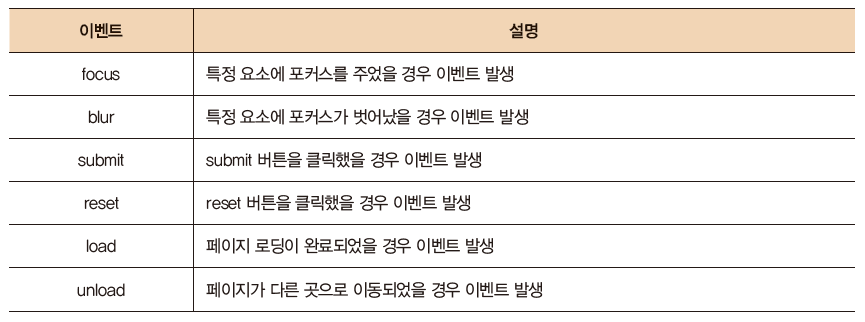 이벤트 설명
focus 특정 요소에 포커스를 주었을 경우 이벤트 발생
blur 특정 요소에 포커스가 벗어났을 경우 이벤트 발생
submit submit 버튼을 클릭했을 경우 이벤트 발생
reset reset 버튼을 클릭했을 경우 이벤트 발생
load 페이지 로딩이 완료되었을 경우 이벤트 발생
unload 페이지가 다른 곳으로 이동되었을 경우 이벤트 발생